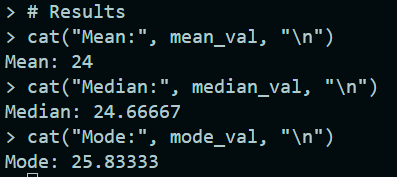 > # Results
> cat("Mean:", mean_val, "\n")
Mean: 24
> cat("Median:", median_val, "\n")
Median: 24.66667
> cat("Mode:", mode_val, "\n")
Mode: 25.83333